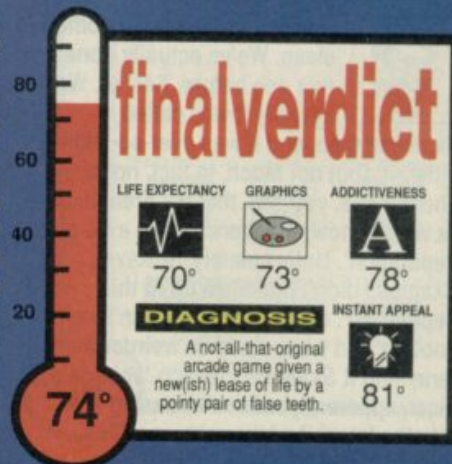 80
60
40
20
74°
finalverdict
LIFE EXPECTANCY GRAPHICS ADDICTIVENESS
A
70° 73° 78°
DIAGNOSIS
A not-all-that-original
arcade game given a
new(ish) lease of life by a
pointy pair of false teeth.
INSTANT APPEAL
81°